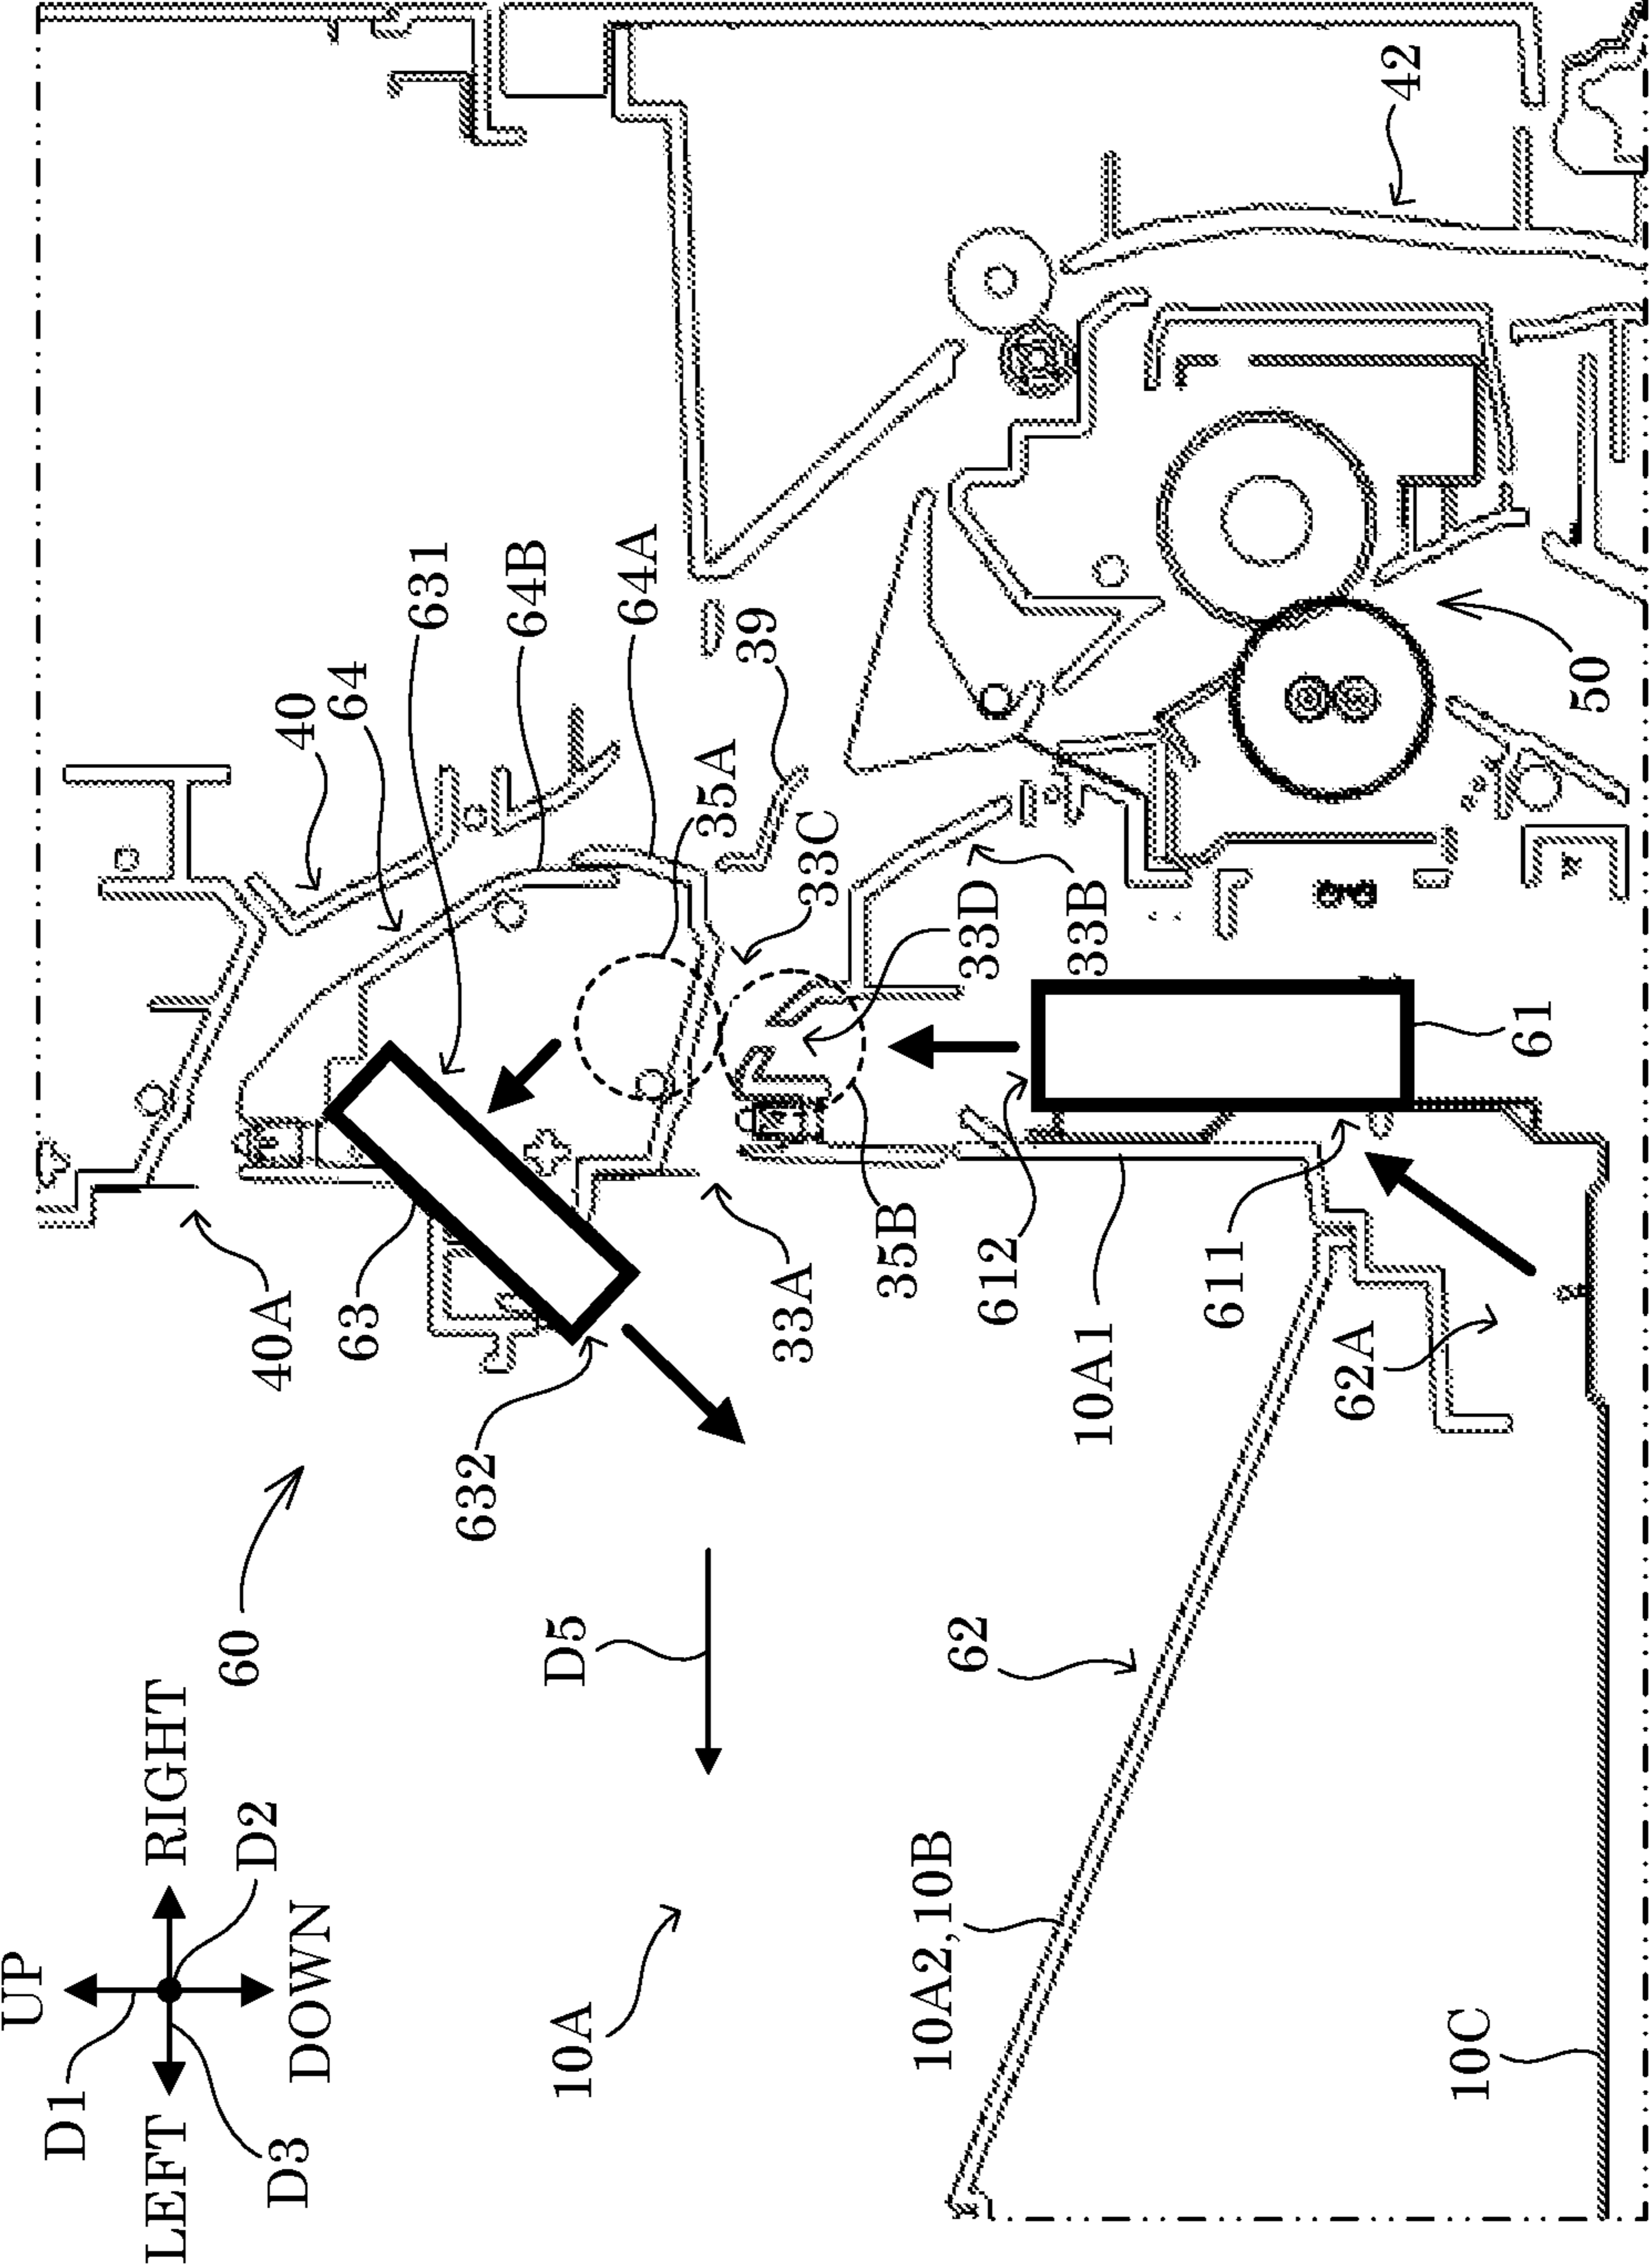 UP
D1
LEFT
RIGHT
D3
D2
DOWN
60
40A
63
40
64
631
64B
64A
632
39
35A
33C
D5
10A
33A
35B
33D
33B
612
10A1
611
62A
61
62
10A2,10B
10C
42
50